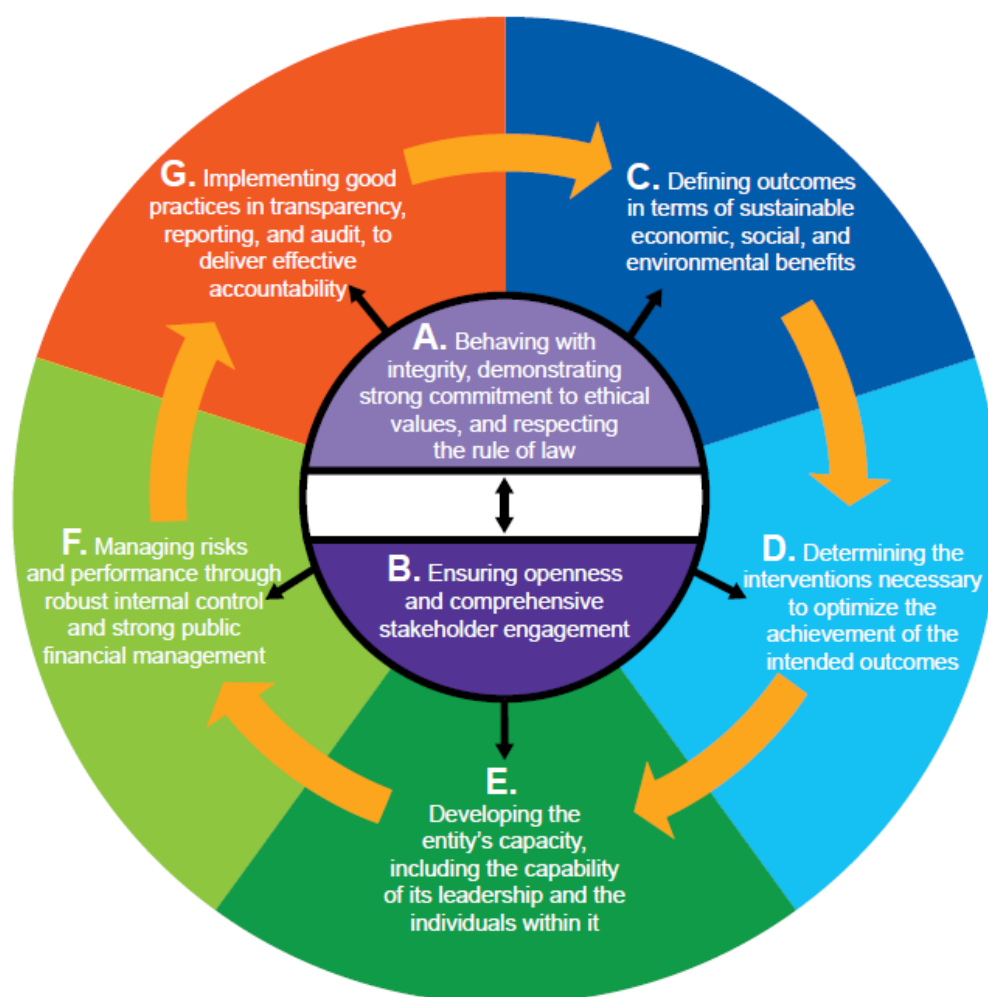 G. Implementing good
practices in transparency,
reporting, and audit, to
deliver effective
accountability
C. Defining outcomes
in terms of sustainable
economic, social, and
environmental benefits
A. Behaving with
integrity, demonstrating
strong commitment to ethical
values, and respecting
the rule of law
F. Managing risks
and performance through
robust internal control
and strong public
financial management
B. Ensuring openness
and comprehensive
stakeholder engagement
D. Determining the
interventions necessary
to optimize the
achievement of the
intended outcomes
E.
Developing the
entity's capacity,
including the capability
of its leadership and the
individuals within it